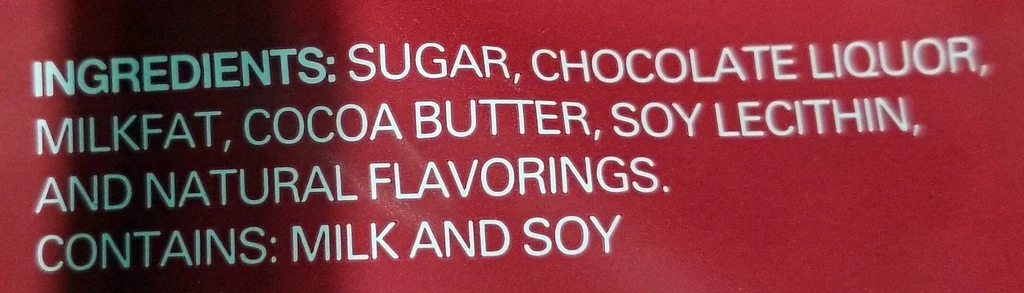 INGREDIENTS: SUGAR, CHOCOLATE LIQUOR,
MILKFAT, COCOA BUTTER, SOY LECITHIN,
AND NATURAL FLAVORINGS.
CONTAINS: MILK AND SOY